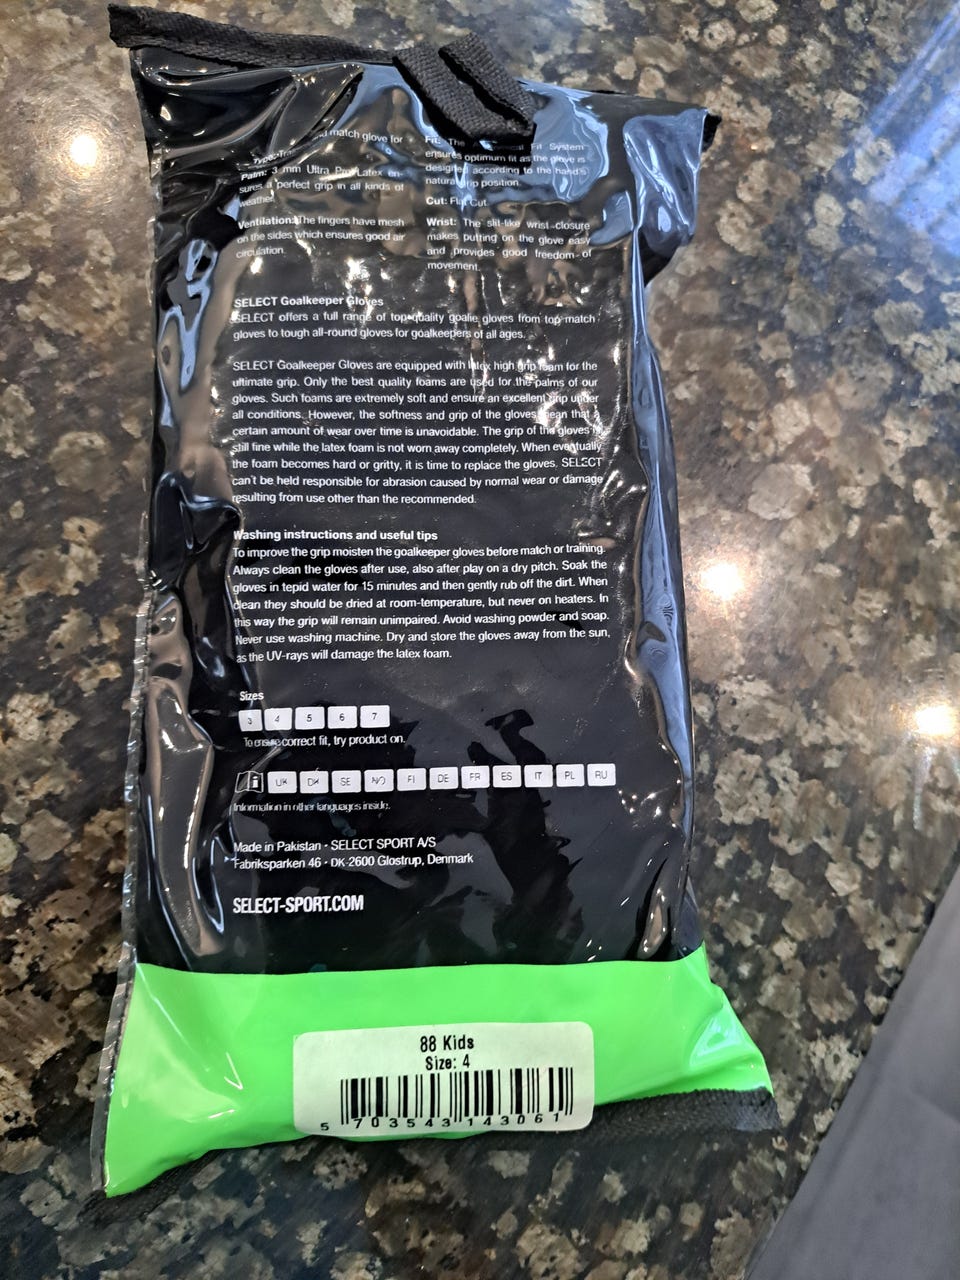 match glove for
Palm: 3 mm Ultra Pro Latex en-
sures a perfect grip in all kinds of
weather.
Ventilation: The fingers have mesh
on the sides which ensures good air
circulation.
Fit: The Fit System
ensures optimum fit as the glove is
designed according to the hand's
natural grip position.
Cut: Flat Cut
Wrist: The slit-like wrist closure
makes putting on the glove easy
and provides good freedom of
movement.
SELECT Goalkeeper Gloves
SELECT offers a full range of top quality goalie gloves from top match
gloves to tough all-round gloves for goalkeepers of all ages.
SELECT Goalkeeper Gloves are equipped with latex high grip foam for the
ultimate grip. Only the best quality foams are used for the palms of our
gloves. Such foams are extremely soft and ensure an excellent grip under
all conditions. However, the softness and grip of the gloves mean that a
certain amount of wear over time is unavoidable. The grip of the gloves is
still fine while the latex foam is not worn away completely. When eventually
the foam becomes hard or gritty, it is time to replace the gloves. SELECT
can't be held responsible for abrasion caused by normal wear or damage
resulting from use other than the recommended.
Washing instructions and useful tips
To improve the grip moisten the goalkeeper gloves before match or training.
Always clean the gloves after use, also after play on a dry pitch. Soak the
gloves in tepid water for 15 minutes and then gently rub off the dirt. When
clean they should be dried at room-temperature, but never on heaters. In
this way the grip will remain unimpaired. Avoid washing powder and soap.
Never use washing machine. Dry and store the gloves away from the sun,
as the UV-rays will damage the latex foam.
Sizes
3 4 5 6 7
To ensure correct fit, try product on.
i UK DK SE NO FI DE FR ES IT PL RU
Information in other languages inside.
Made in Pakistan · SELECT SPORT A/S
Fabriksparken 46 · DK-2600 Glostrup, Denmark
SELECT-SPORT.COM
88 Kids
Size: 4
5 703543 143061